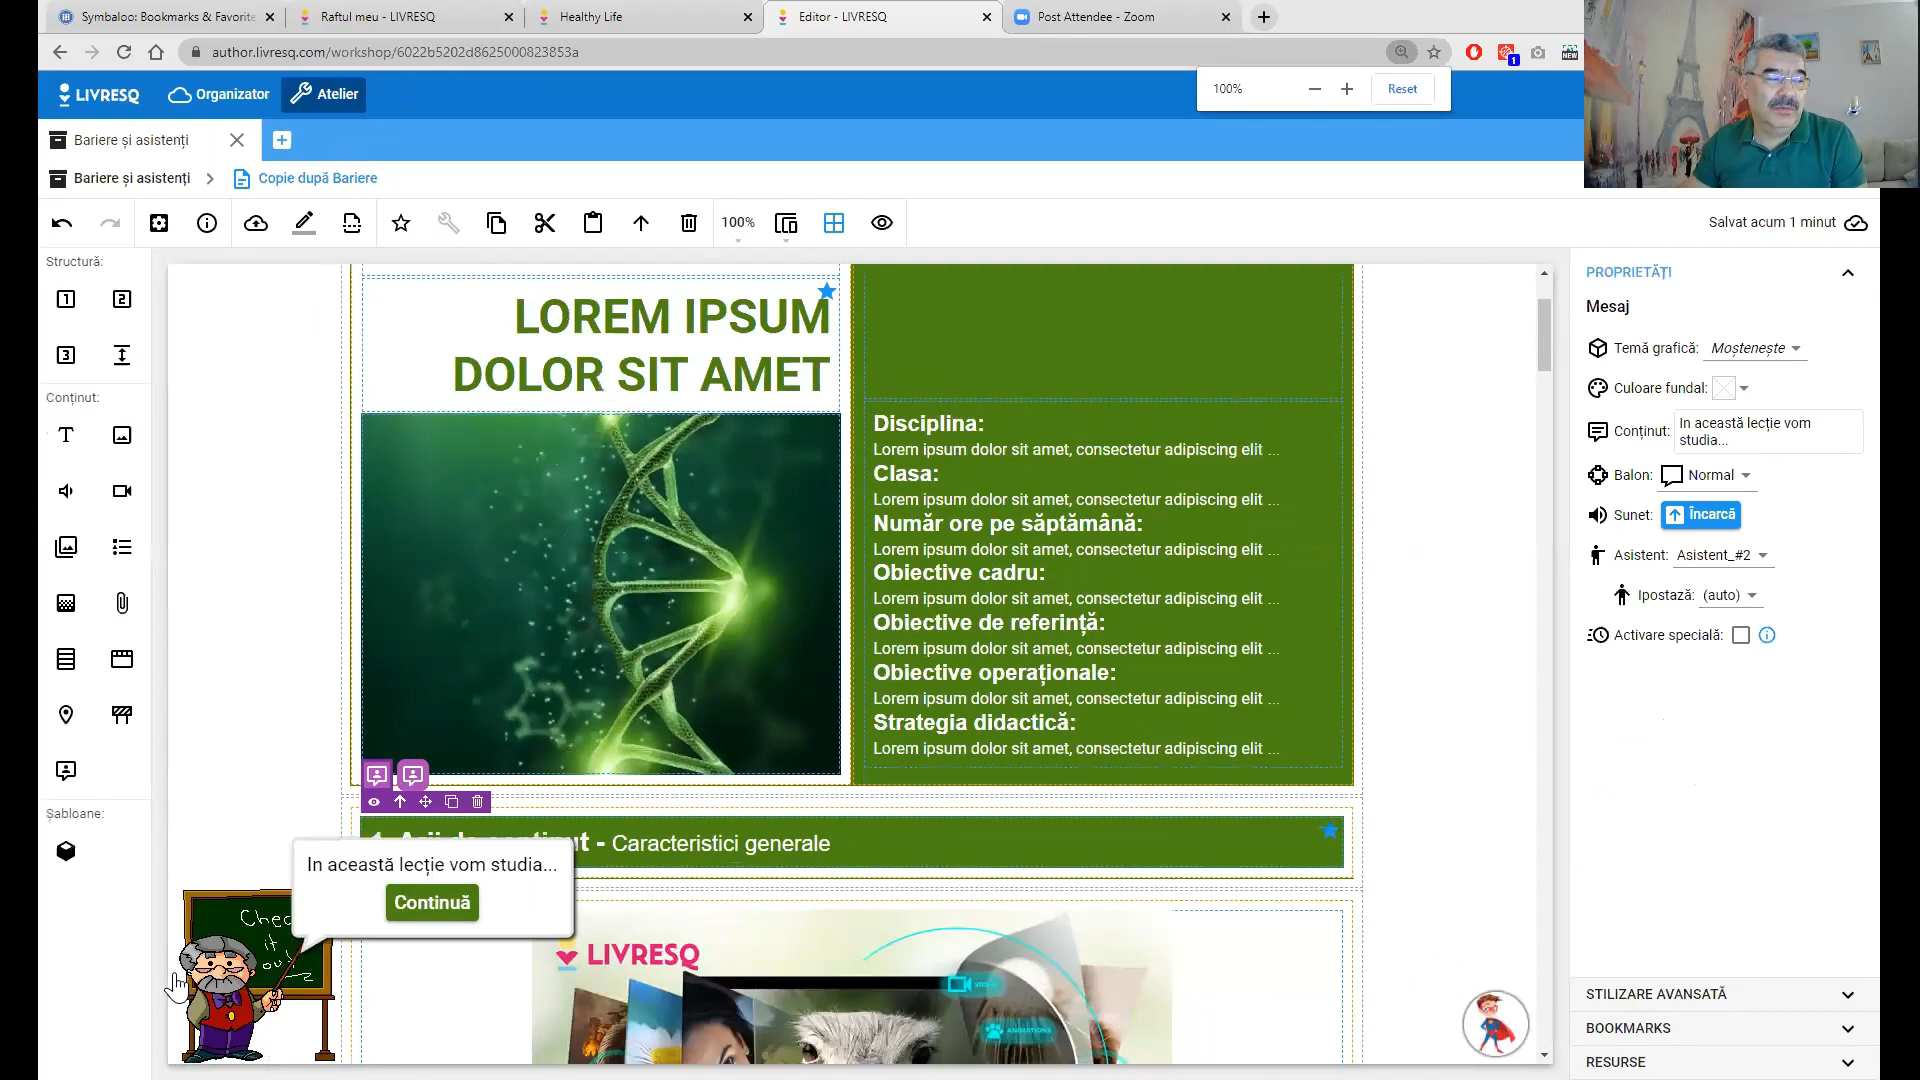 Symbaloo: Bookmarks & Favorite
Raftul meu - LIVRESQ
Healthy Life
Editor - LIVRESQ
Post Attendee - Zoom
author.livresq.com/workshop/6022b5202d8625000823853a
1
NEW
LIVRESQ
Organizator
Atelier
100%
Reset
Bariere și asistenți
Bariere și asistenți
Copie după Bariere
100%
Salvat acum 1 minut
Structură:
Conținut:
Șabloane:
LOREM IPSUM
DOLOR SIT AMET
Disciplina:
Lorem ipsum dolor sit amet, consectetur adipiscing elit ...
Clasa:
Lorem ipsum dolor sit amet, consectetur adipiscing elit ...
Număr ore pe săptămână:
Lorem ipsum dolor sit amet, consectetur adipiscing elit ...
Obiective cadru:
Lorem ipsum dolor sit amet, consectetur adipiscing elit ...
Obiective de referință:
Lorem ipsum dolor sit amet, consectetur adipiscing elit ...
Obiective operaționale:
Lorem ipsum dolor sit amet, consectetur adipiscing elit ...
Strategia didactică:
Lorem ipsum dolor sit amet, consectetur adipiscing elit ...
- Caracteristici generale
In această lecție vom studia...
Continuă
Check
it
out
LIVRESQ
VIDEO
ANIMATIONS
PROPRIETĂȚI
Mesaj
Temă grafică: Moștenește
Culoare fundal:
Conținut: In această lecție vom
studia...
Balon: Normal
Sunet: Încarcă
Asistent: Asistent_#2
Ipostază: (auto)
Activare specială:
STILIZARE AVANSATĂ
BOOKMARKS
RESURSE